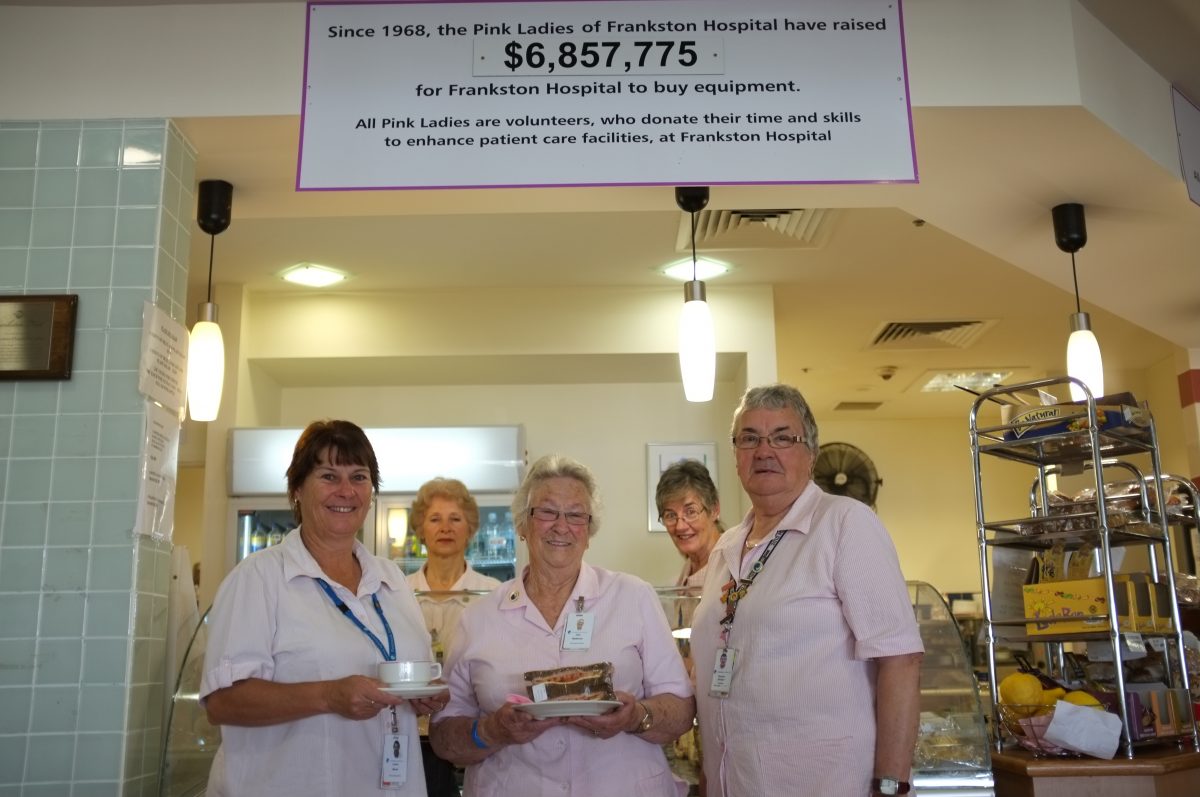 Since 1968, the Pink Ladies of Frankston Hospital have raised
$6,857,775
for Frankston Hospital to buy equipment.
All Pink Ladies are volunteers, who donate their time and skills
to enhance patient care facilities, at Frankston Hospital
Natural